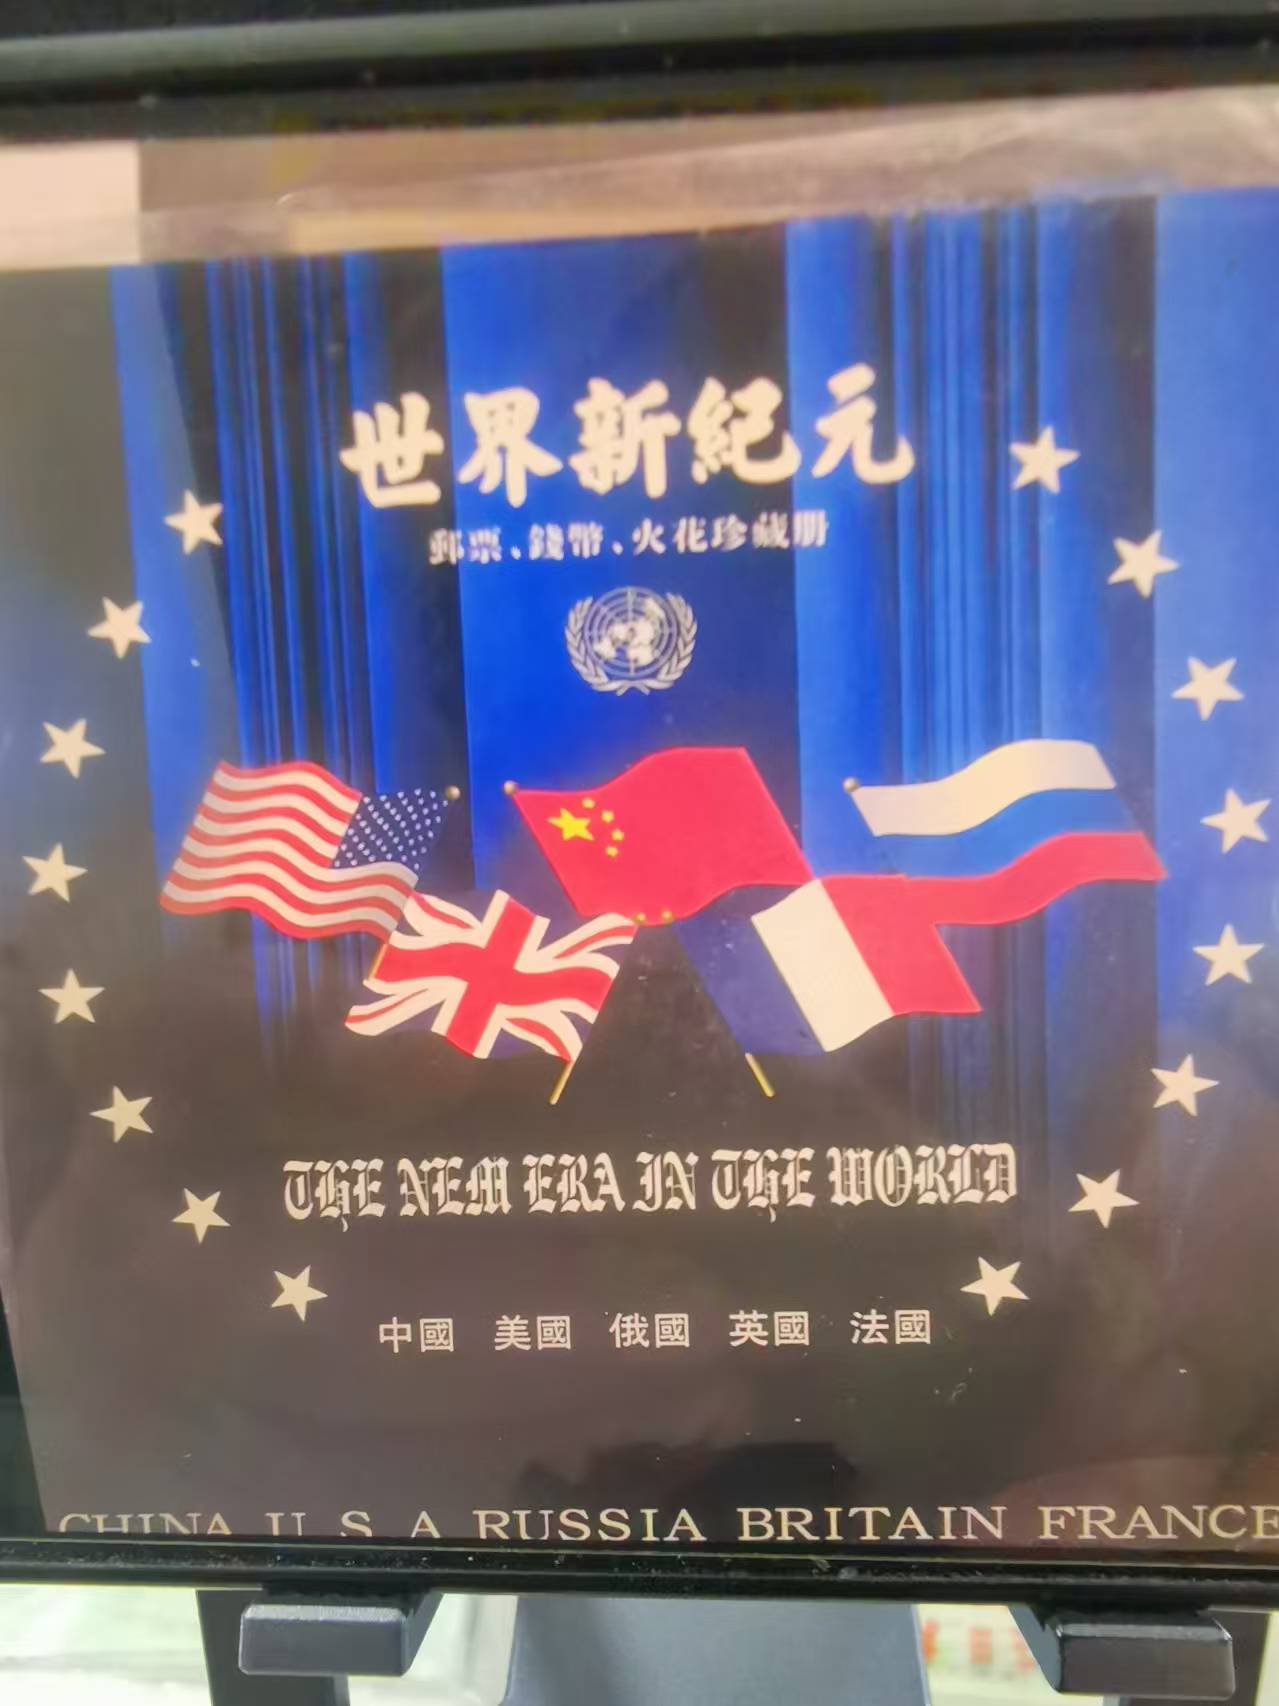 世界新紀元
郵票、錢幣、火花珍藏册
THE NEM ERA IN THE WORLD
中國 美國 俄國 英國 法國
CHINA U S A RUSSIA BRITAIN FRANCE